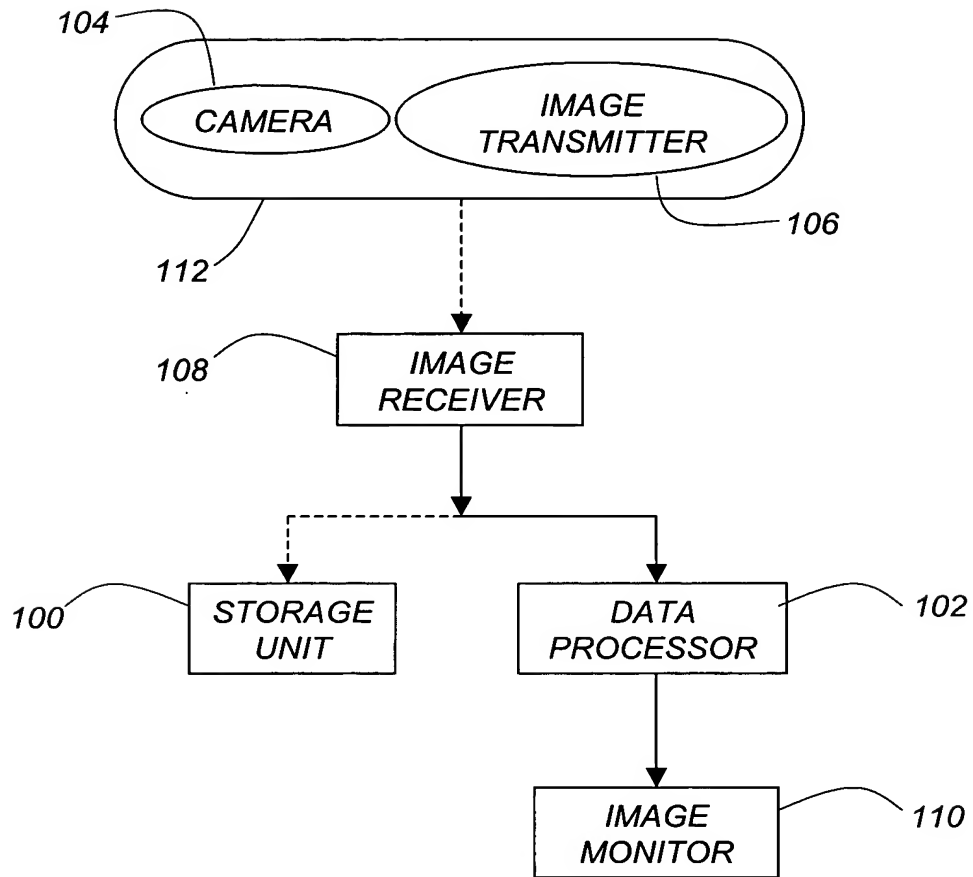 104
CAMERA
IMAGE
TRANSMITTER
106
112
108
IMAGE
RECEIVER
100
STORAGE
UNIT
DATA
PROCESSOR
102
IMAGE
MONITOR
110